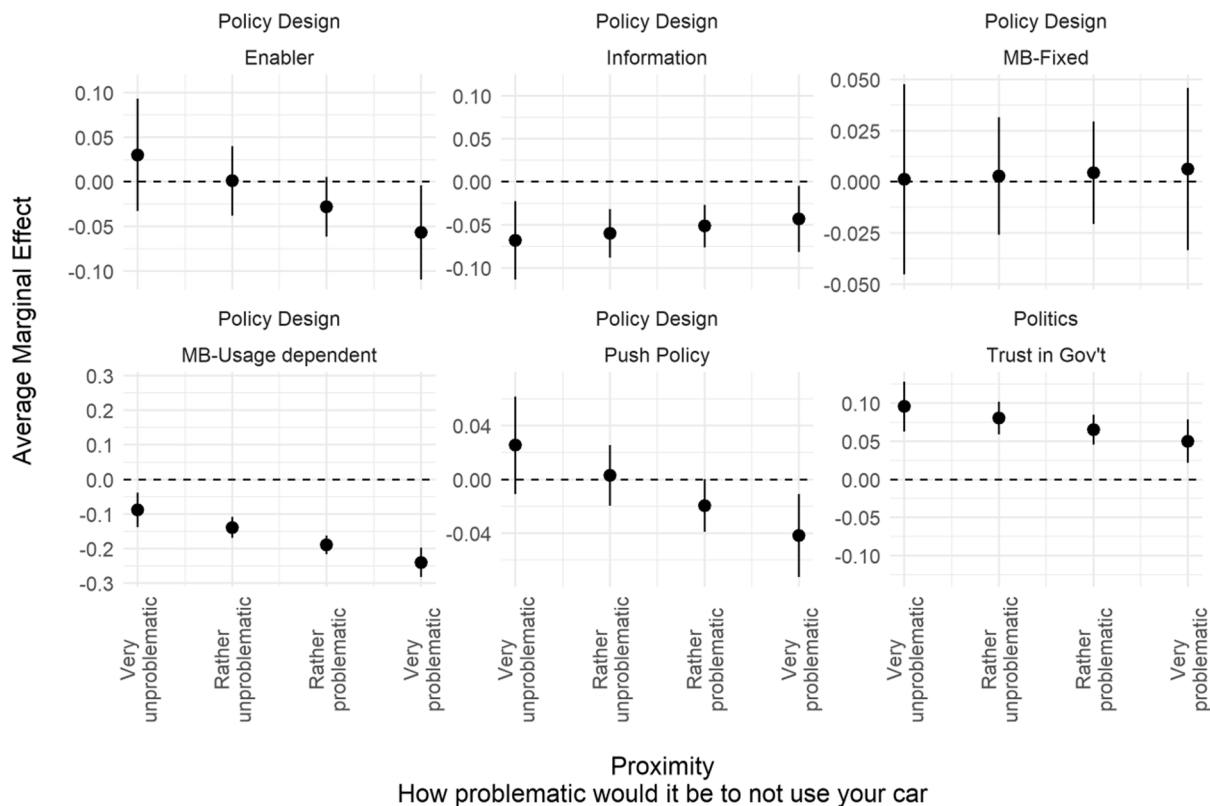 Policy Design
Enabler
0.10
0.05
0.00
-0.05
-0.10
Policy Design
Information
0.10
0.05
0.00
-0.05
-0.10
Policy Design
MB-Fixed
0.050
0.025
0.000
-0.025
-0.050
Average Marginal Effect
Policy Design
MB-Usage dependent
0.3
0.2
0.1
0.0
-0.1
-0.2
-0.3
Policy Design
Push Policy
0.04
0.00
-0.04
Politics
Trust in Gov't
0.10
0.05
0.00
-0.05
-0.10
Very
unproblematic
Rather
unproblematic
Rather
problematic
Very
problematic
Very
unproblematic
Rather
unproblematic
Rather
problematic
Very
problematic
Very
unproblematic
Rather
unproblematic
Rather
problematic
Very
problematic
Proximity
How problematic would it be to not use your car